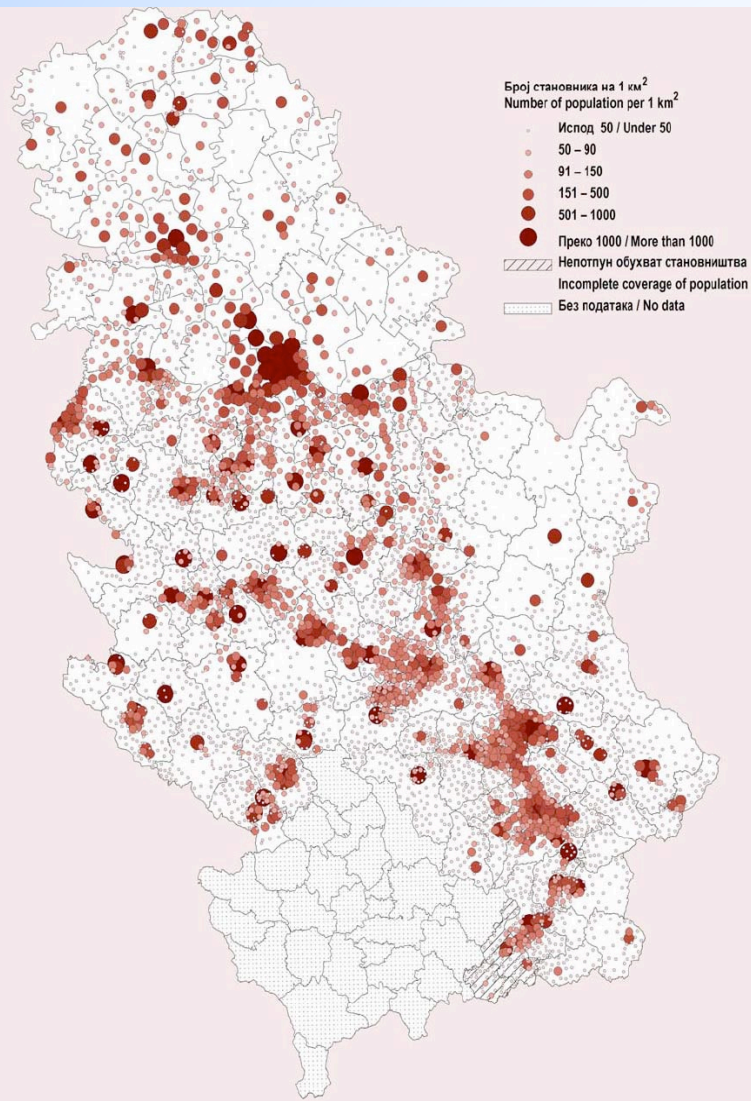 Број становника на 1 км²
Number of population per 1 km²
Испод 50 / Under 50
50 – 90
91 – 150
151 – 500
501 – 1000
Преко 1000 / More than 1000
Непотпун обухват становништва
Incomplete coverage of population
Без података / No data